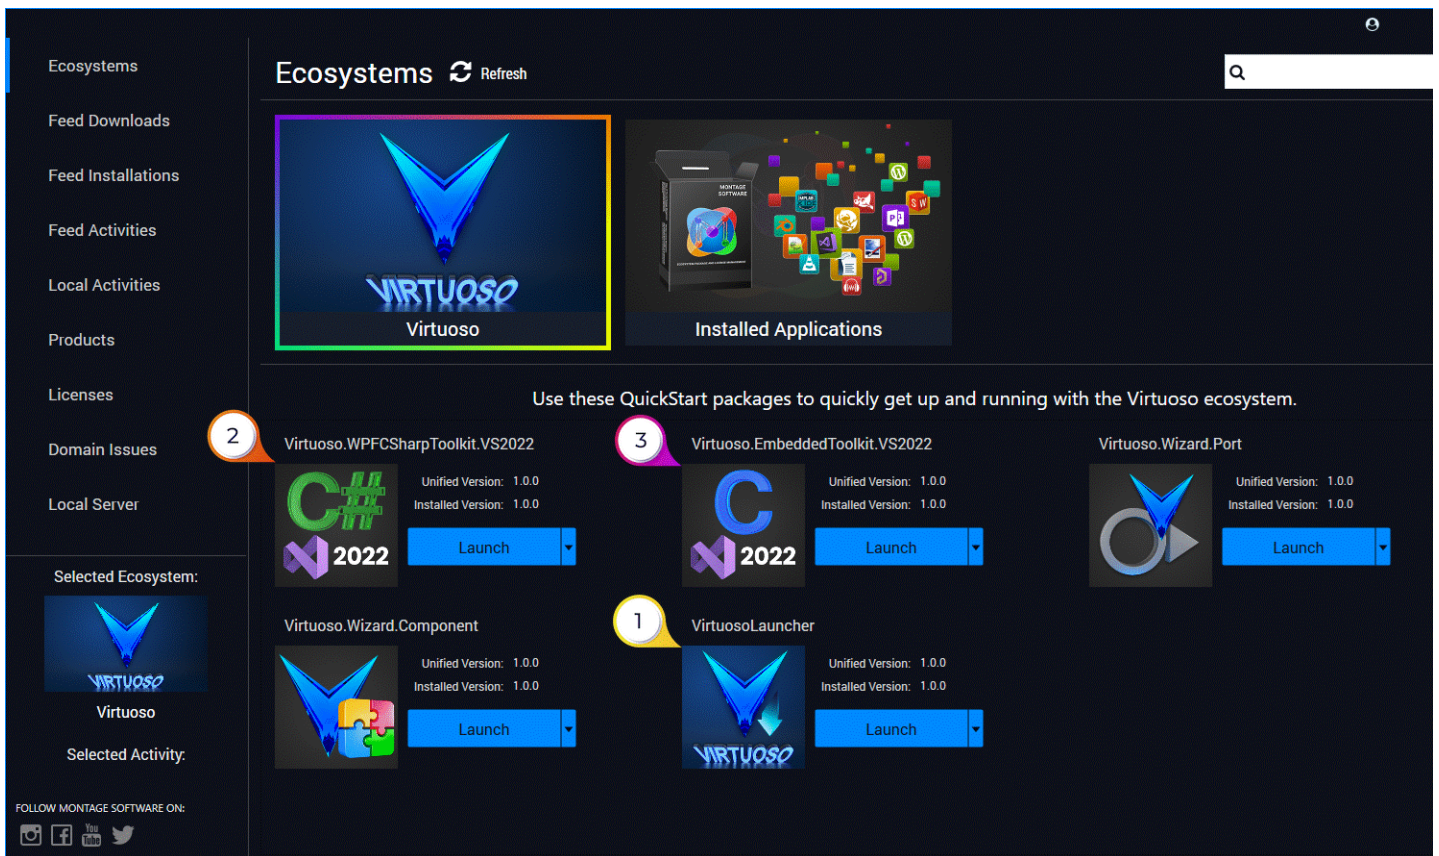 Ecosystems
Feed Downloads
Feed Installations
Feed Activities
Local Activities
Products
Licenses
Domain Issues
Local Server
Selected Ecosystem:
VIRTUOSO
Virtuoso
Selected Activity:
FOLLOW MONTAGE SOFTWARE ON:
You
Tube
Ecosystems Refresh
VIRTUOSO
Virtuoso
MONTAGE
SOFTWARE
Installed Applications
Use these QuickStart packages to quickly get up and running with the Virtuoso ecosystem.
2
Virtuoso.WPFCSharpToolkit.VS2022
C#
2022
Unified Version: 1.0.0
Installed Version: 1.0.0
Launch
3
Virtuoso.EmbeddedToolkit.VS2022
C
2022
Unified Version: 1.0.0
Installed Version: 1.0.0
Launch
Virtuoso.Wizard.Port
Unified Version: 1.0.0
Installed Version: 1.0.0
Launch
Virtuoso.Wizard.Component
Unified Version: 1.0.0
Installed Version: 1.0.0
Launch
1
VirtuosoLauncher
VIRTUOSO
Unified Version: 1.0.0
Installed Version: 1.0.0
Launch